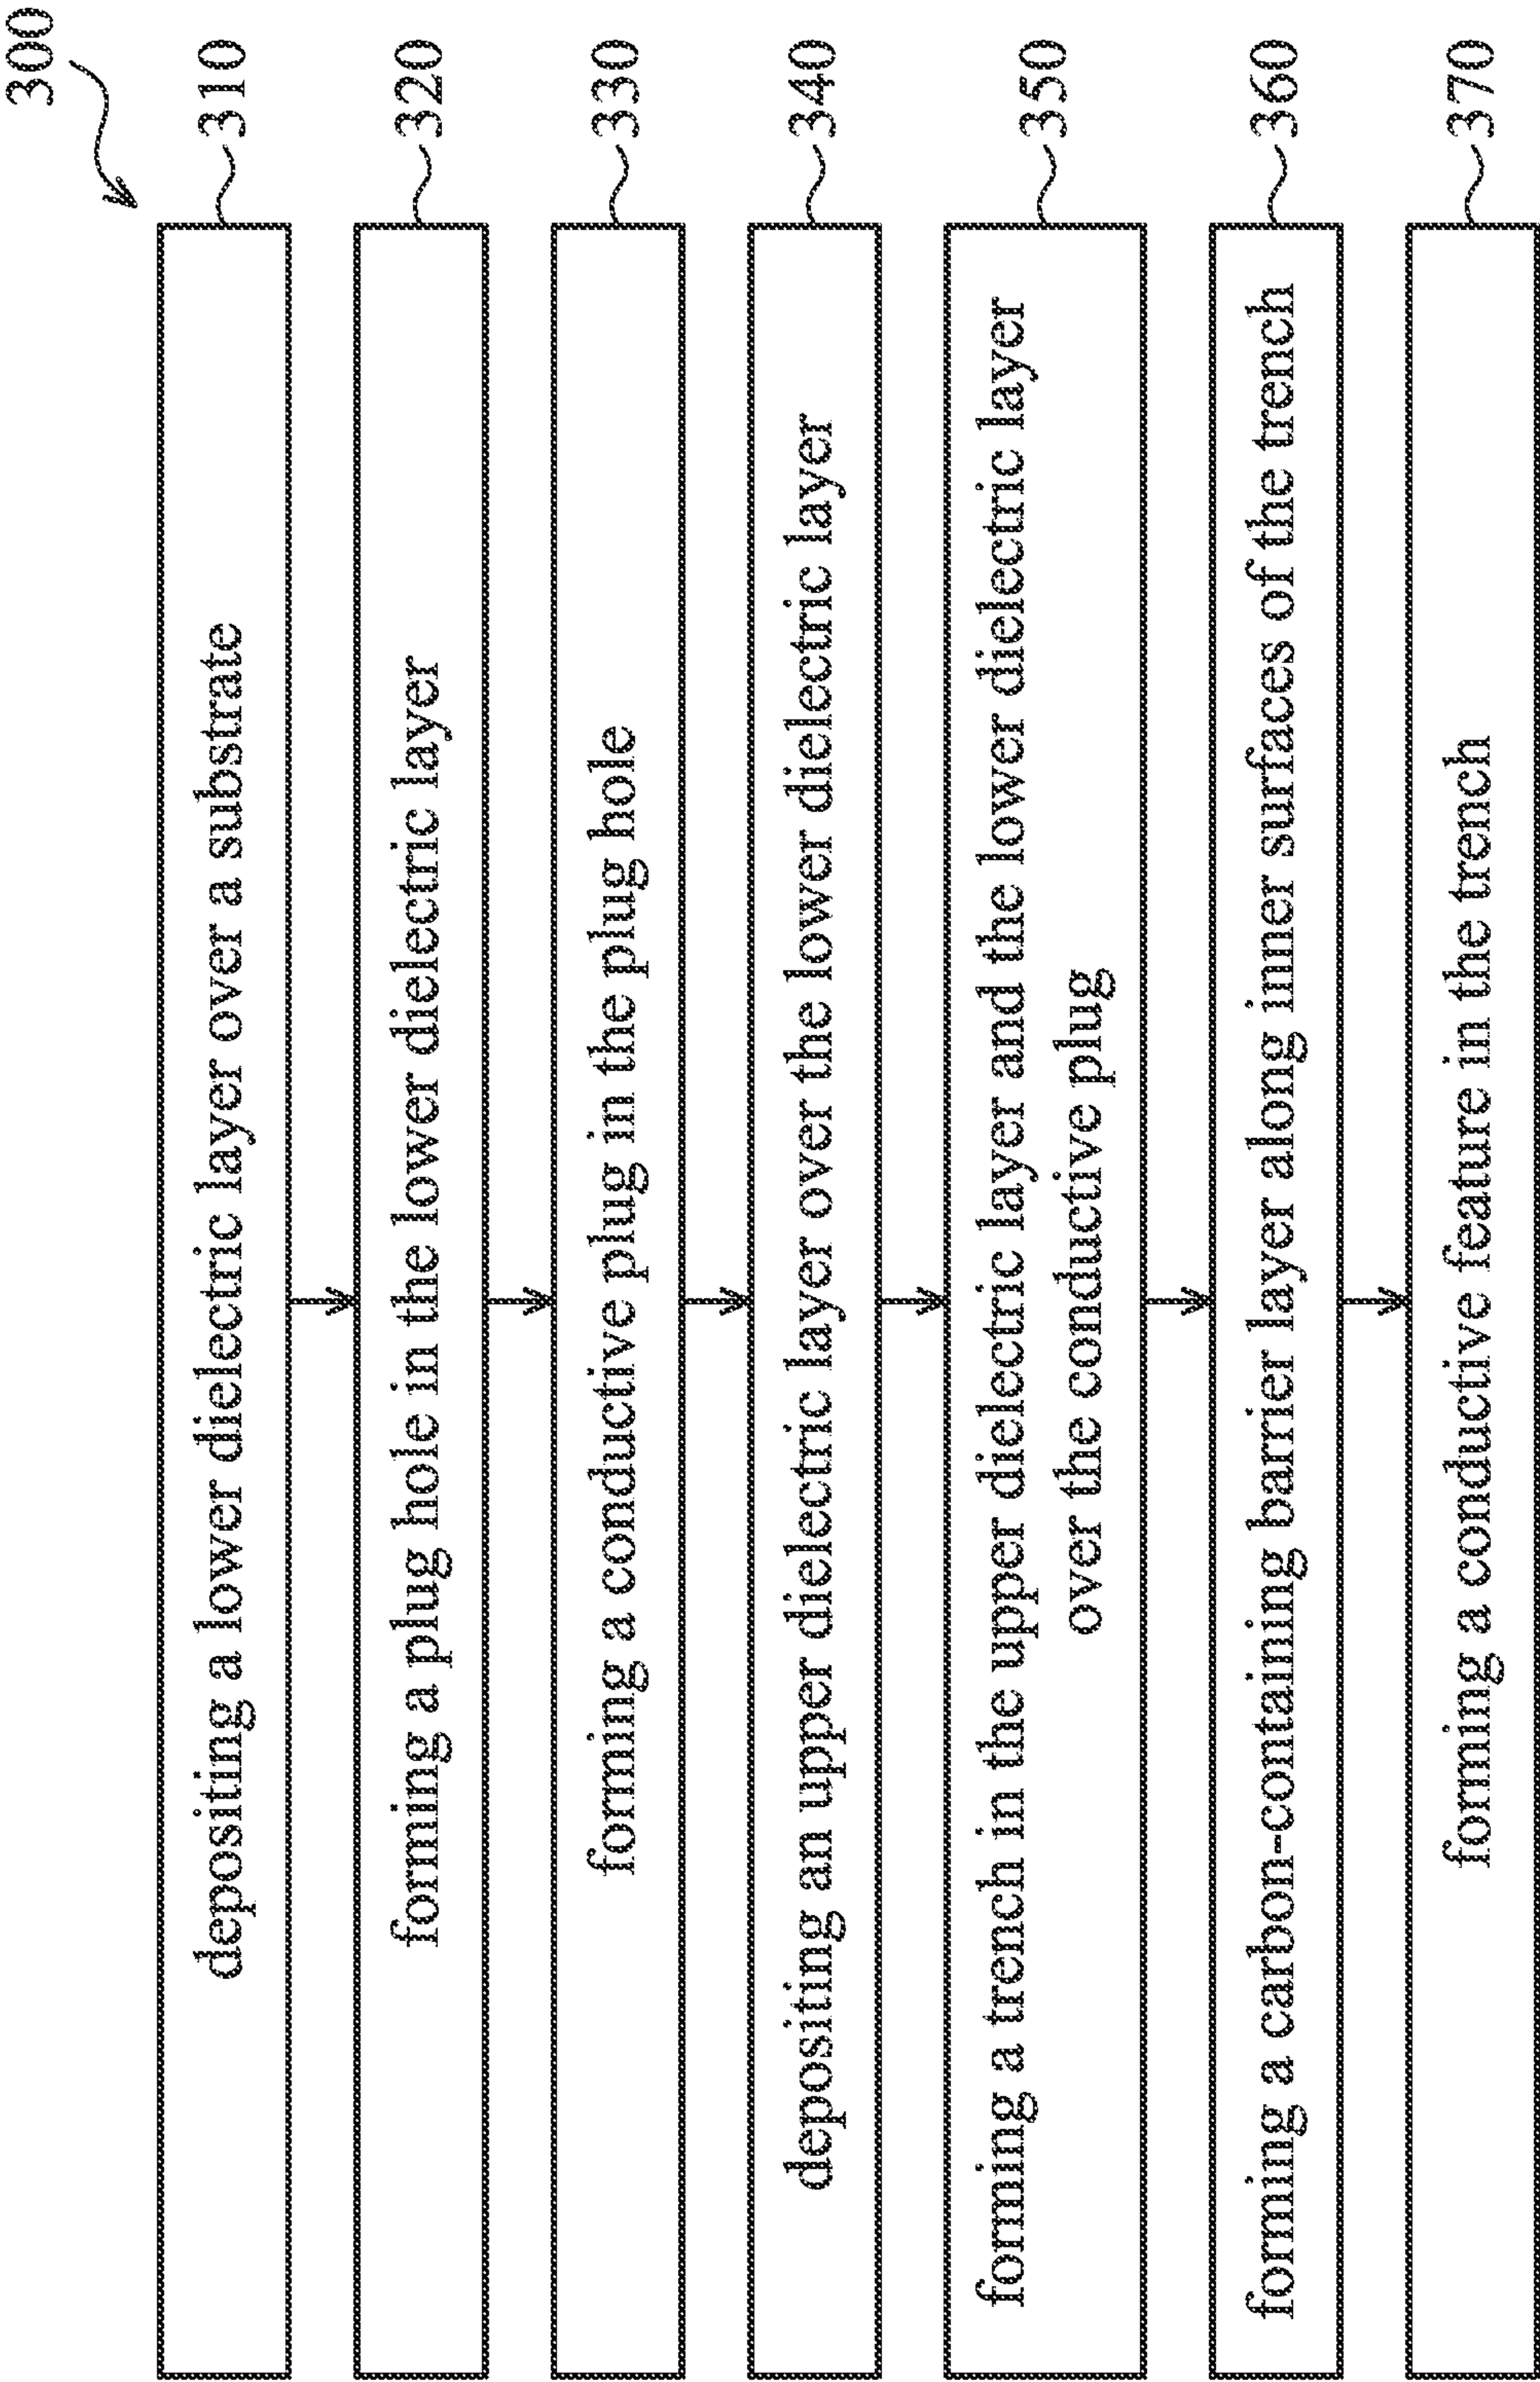 300
depositing a lower dielectric layer over a substrate
310
forming a plug hole in the lower dielectric layer
320
forming a conductive plug in the plug hole
330
depositing an upper dielectric layer over the lower dielectric layer
340
forming a trench in the upper dielectric layer and the lower dielectric layer
over the conductive plug
350
forming a carbon-containing barrier layer along inner surfaces of the trench
360
forming a conductive feature in the trench
370